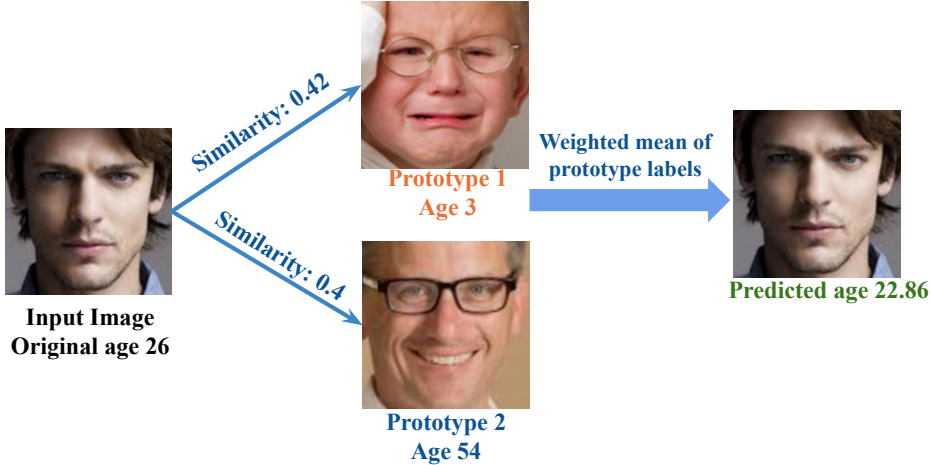 Similarity: 0.42
Similarity: 0.4
Input Image
Original age 26
Prototype 1
Age 3
Prototype 2
Age 54
Weighted mean of
prototype labels
Predicted age 22.86